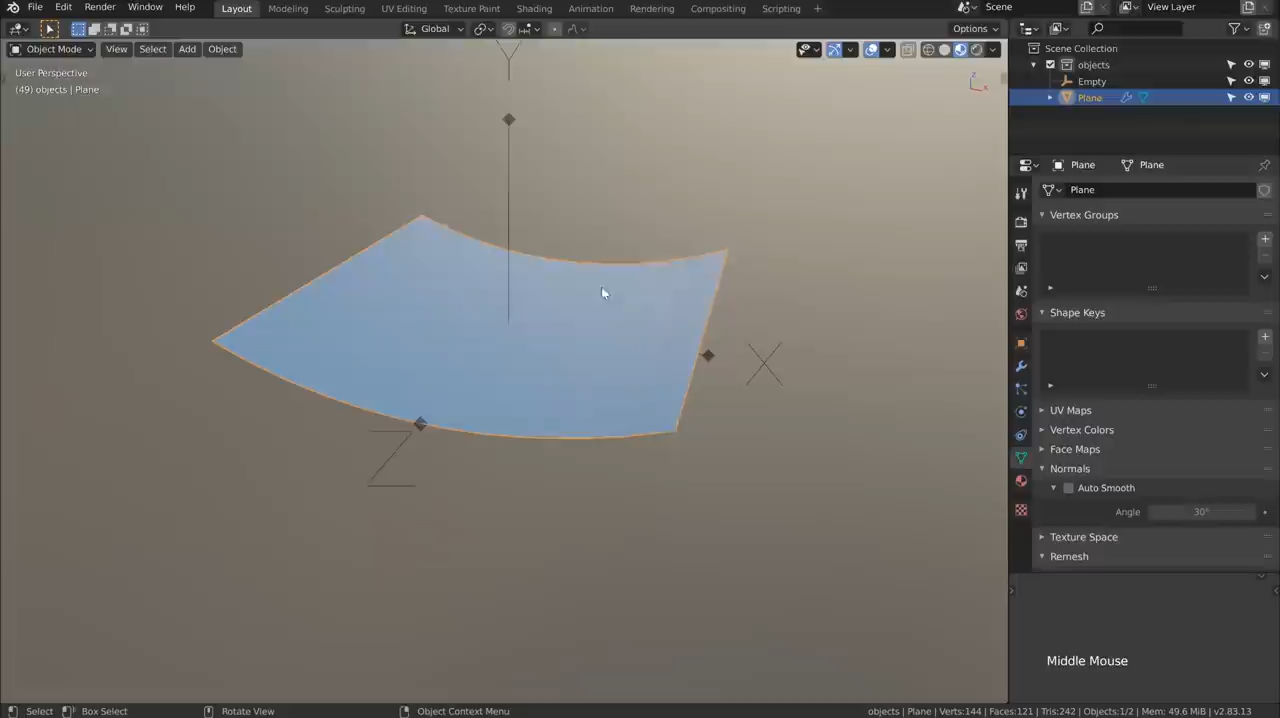 File Edit Render Window Help Layout Modeling Sculpting UV Editing Texture Paint Shading Animation Rendering Compositing Scripting + Scene View Layer
Global Options
Object Mode View Select Add Object
User Perspective
(49) objects | Plane
Z
X
Y
X
Z
Scene Collection
objects
Empty
Plane
Plane Plane
Plane
Vertex Groups
Shape Keys
UV Maps
Vertex Colors
Face Maps
Normals
Auto Smooth
Angle 30°
Texture Space
Remesh
Middle Mouse
Select Box Select Rotate View Object Context Menu objects | Plane | Verts:144 | Faces:121 | Tris:242 | Objects:1/2 | Mem: 49.6 MiB | v2.83.13